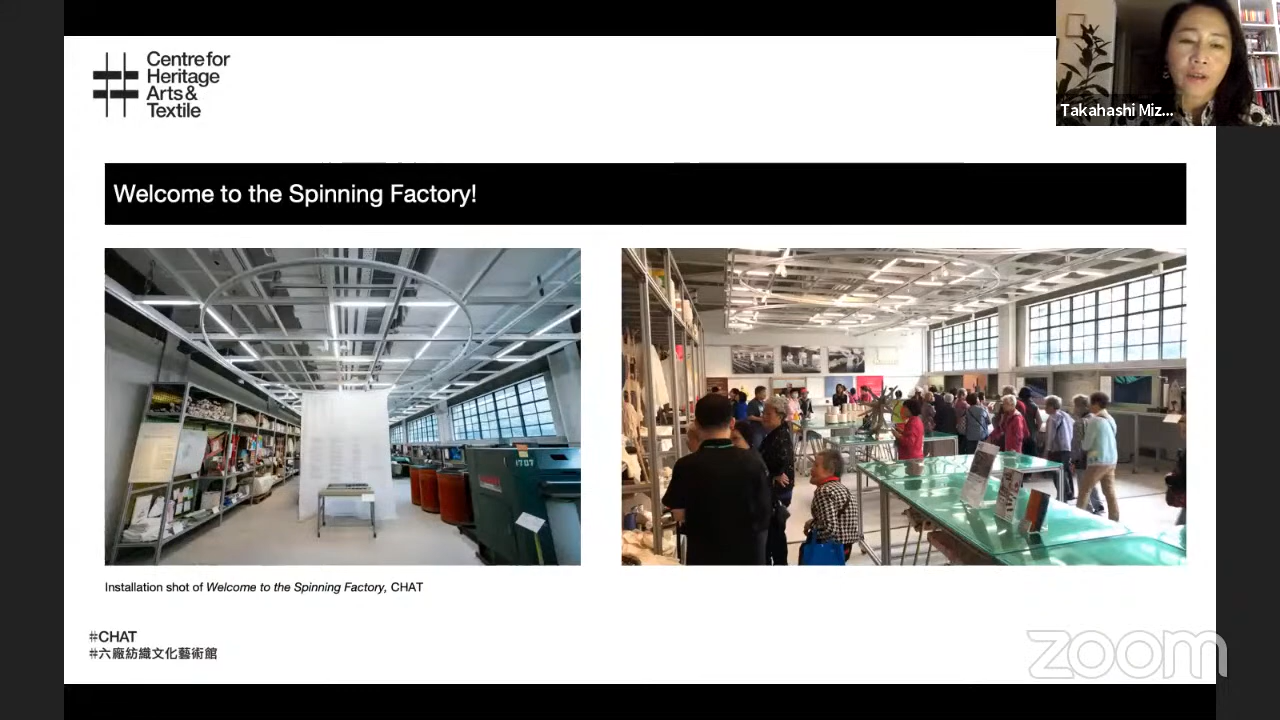 Centre for
Heritage
Arts &
Textile
Takahashi Miz...
Welcome to the Spinning Factory!
1707
Installation shot of Welcome to the Spinning Factory, CHAT
#CHAT
#六廠紡織文化藝術館
zoom